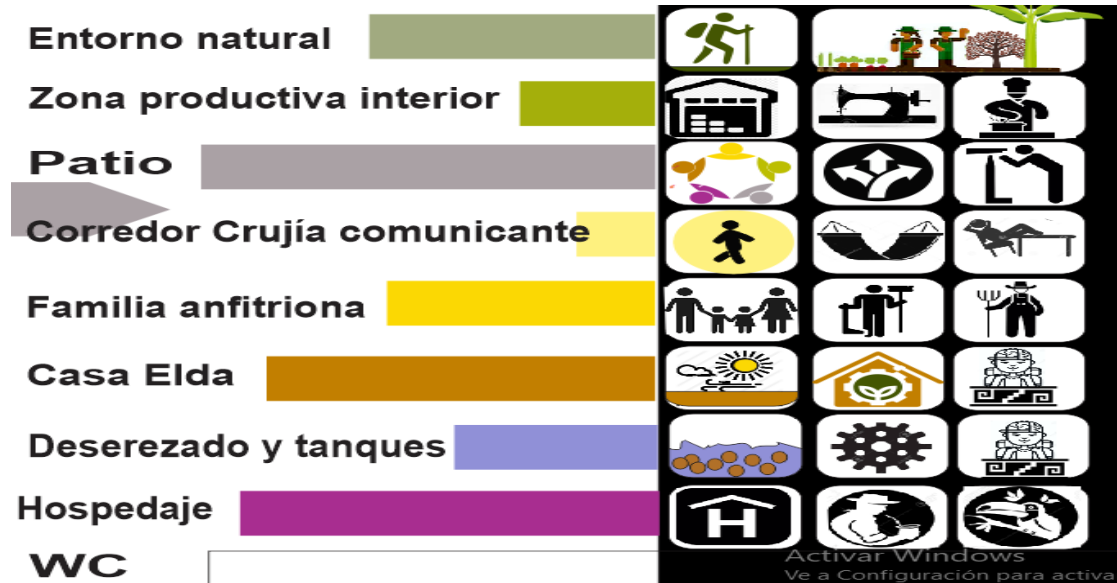 Entorno natural
Zona productiva interior
Patio
Corredor Crujía comunicante
Familia anfitriona
Casa Elda
Deserezado y tanques
Hospedaje
H
WC
Activar Windows
Ve a Configuración para activa